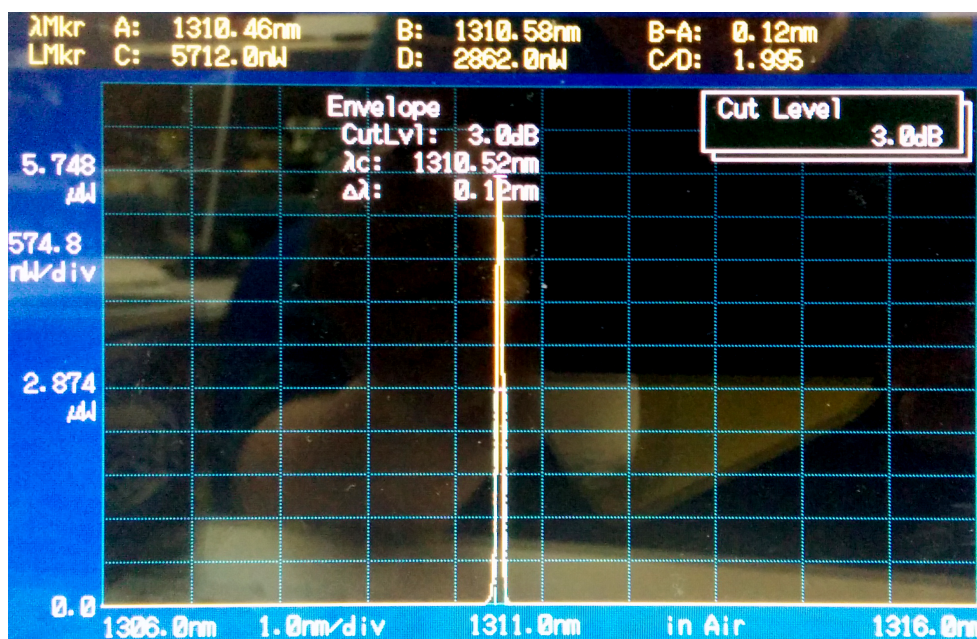 λMkr A: 1310.46nm B: 1310.58nm B-A: 0.12nm
LMkr C: 5712.0nW D: 2862.0nW C/D: 1.995
Envelope
CutLvl: 3.0dB
λc: 1310.52nm
Δλ: 0.12nm
Cut Level
3.0dB
5.748
μW
574.8
nW/div
2.874
μW
0.0
1306.0nm 1.0nm/div 1311.0nm in Air 1316.0n